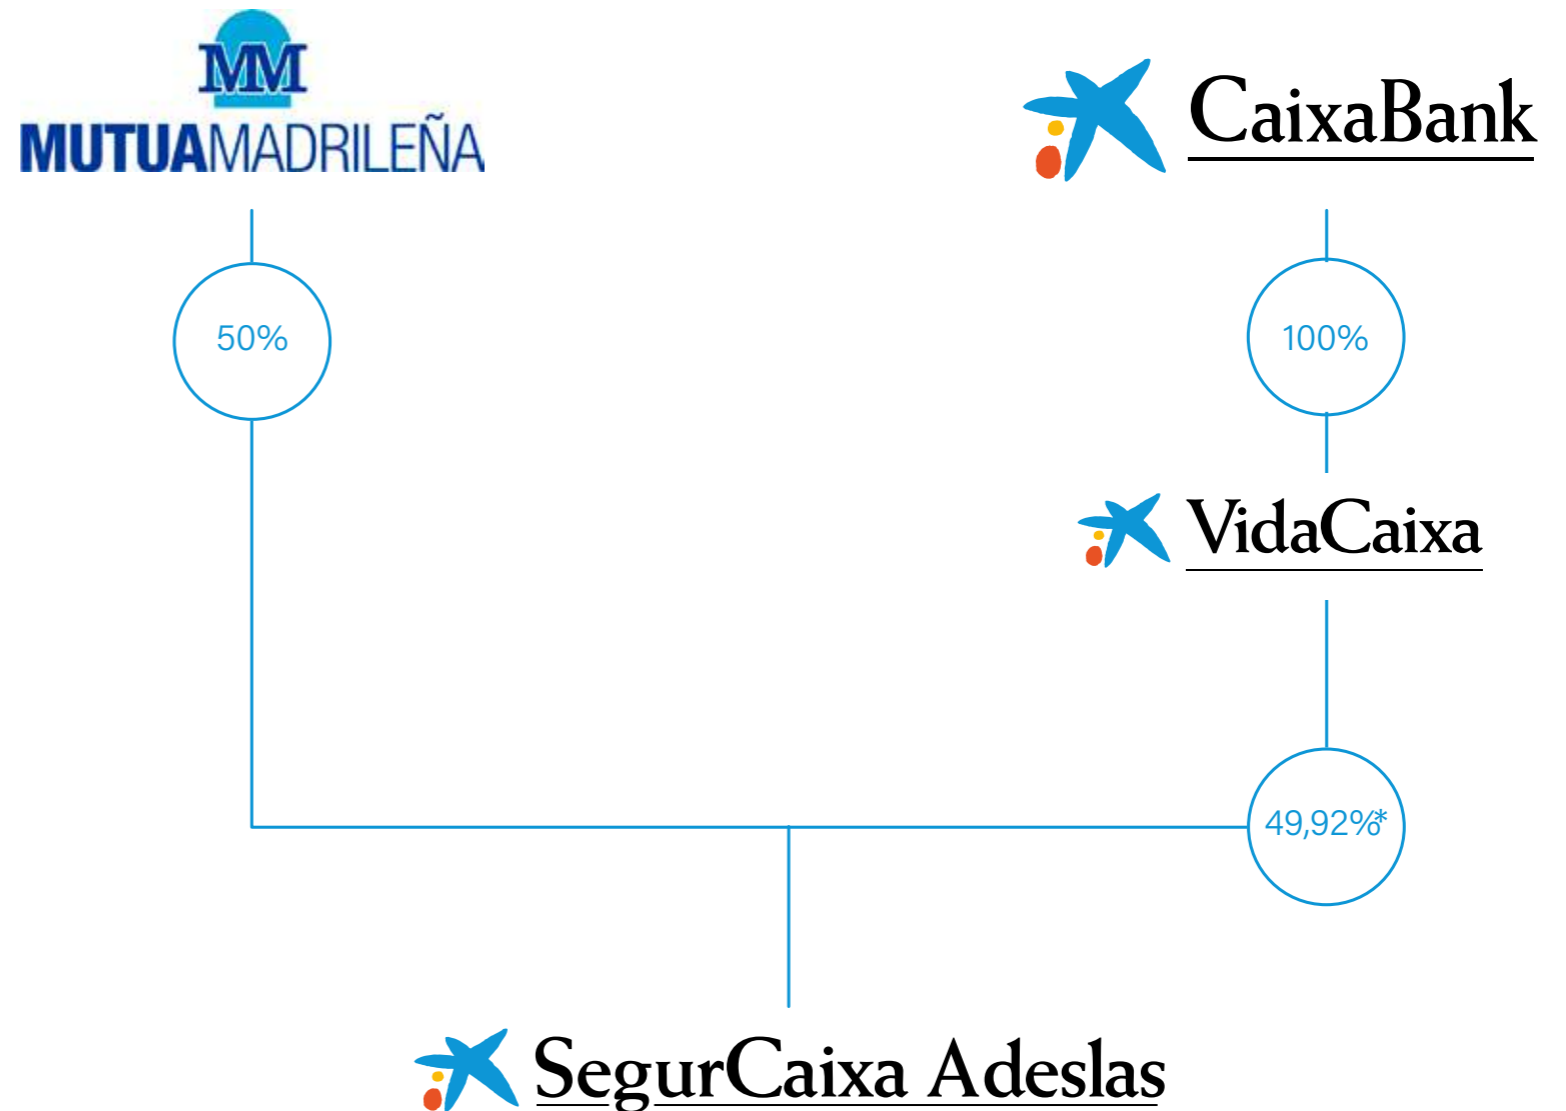 MM
MUTUAMADRILEÑA
CaixaBank
50%
100%
VidaCaixa
49,92%*
SegurCaixa Adeslas